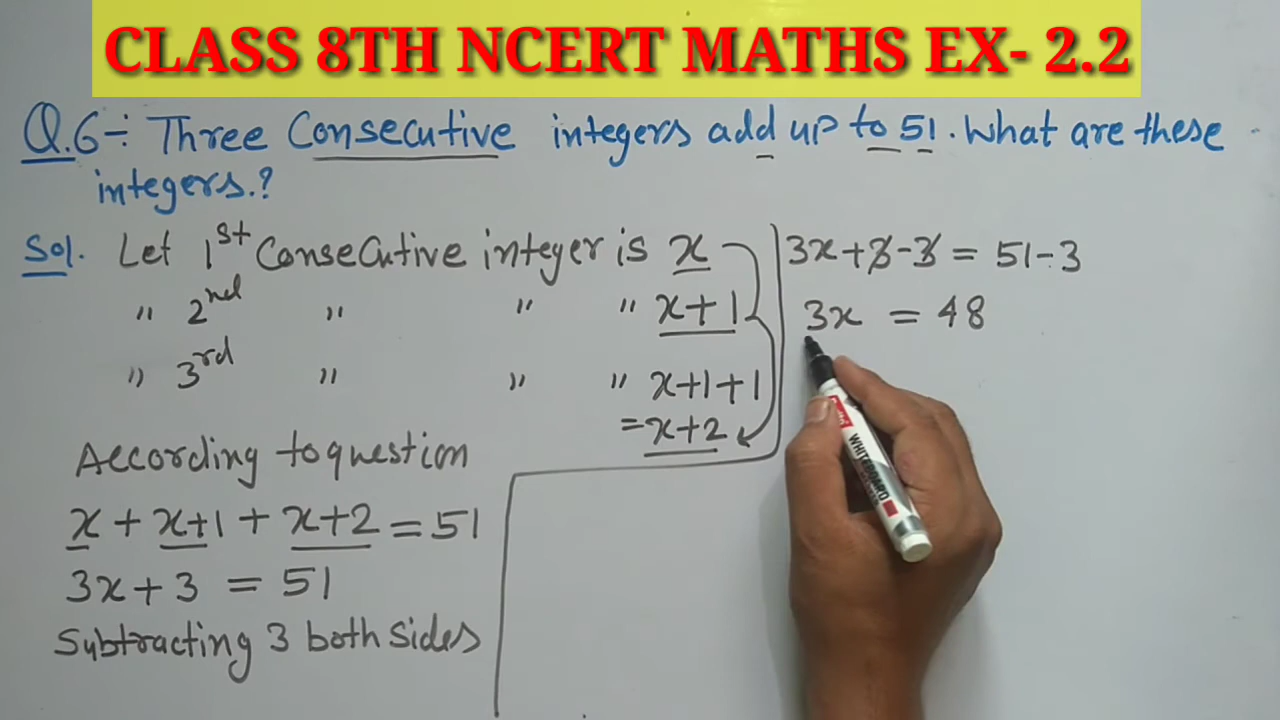 CLASS 8TH NCERT MATHS EX- 2.2
Q.6÷ Three Consecutive integers add up to 51. What are these
integers.?
Sol. Let 1st Consecutive integer is x
" 2nd " " " x+1
" 3rd " " " x+1+1
=x+2
According to question
x + x+1 + x+2 = 51
3x+3 = 51
Subtracting 3 both sides
3x+3-3 = 51-3
3x = 48
WHITEBOARD